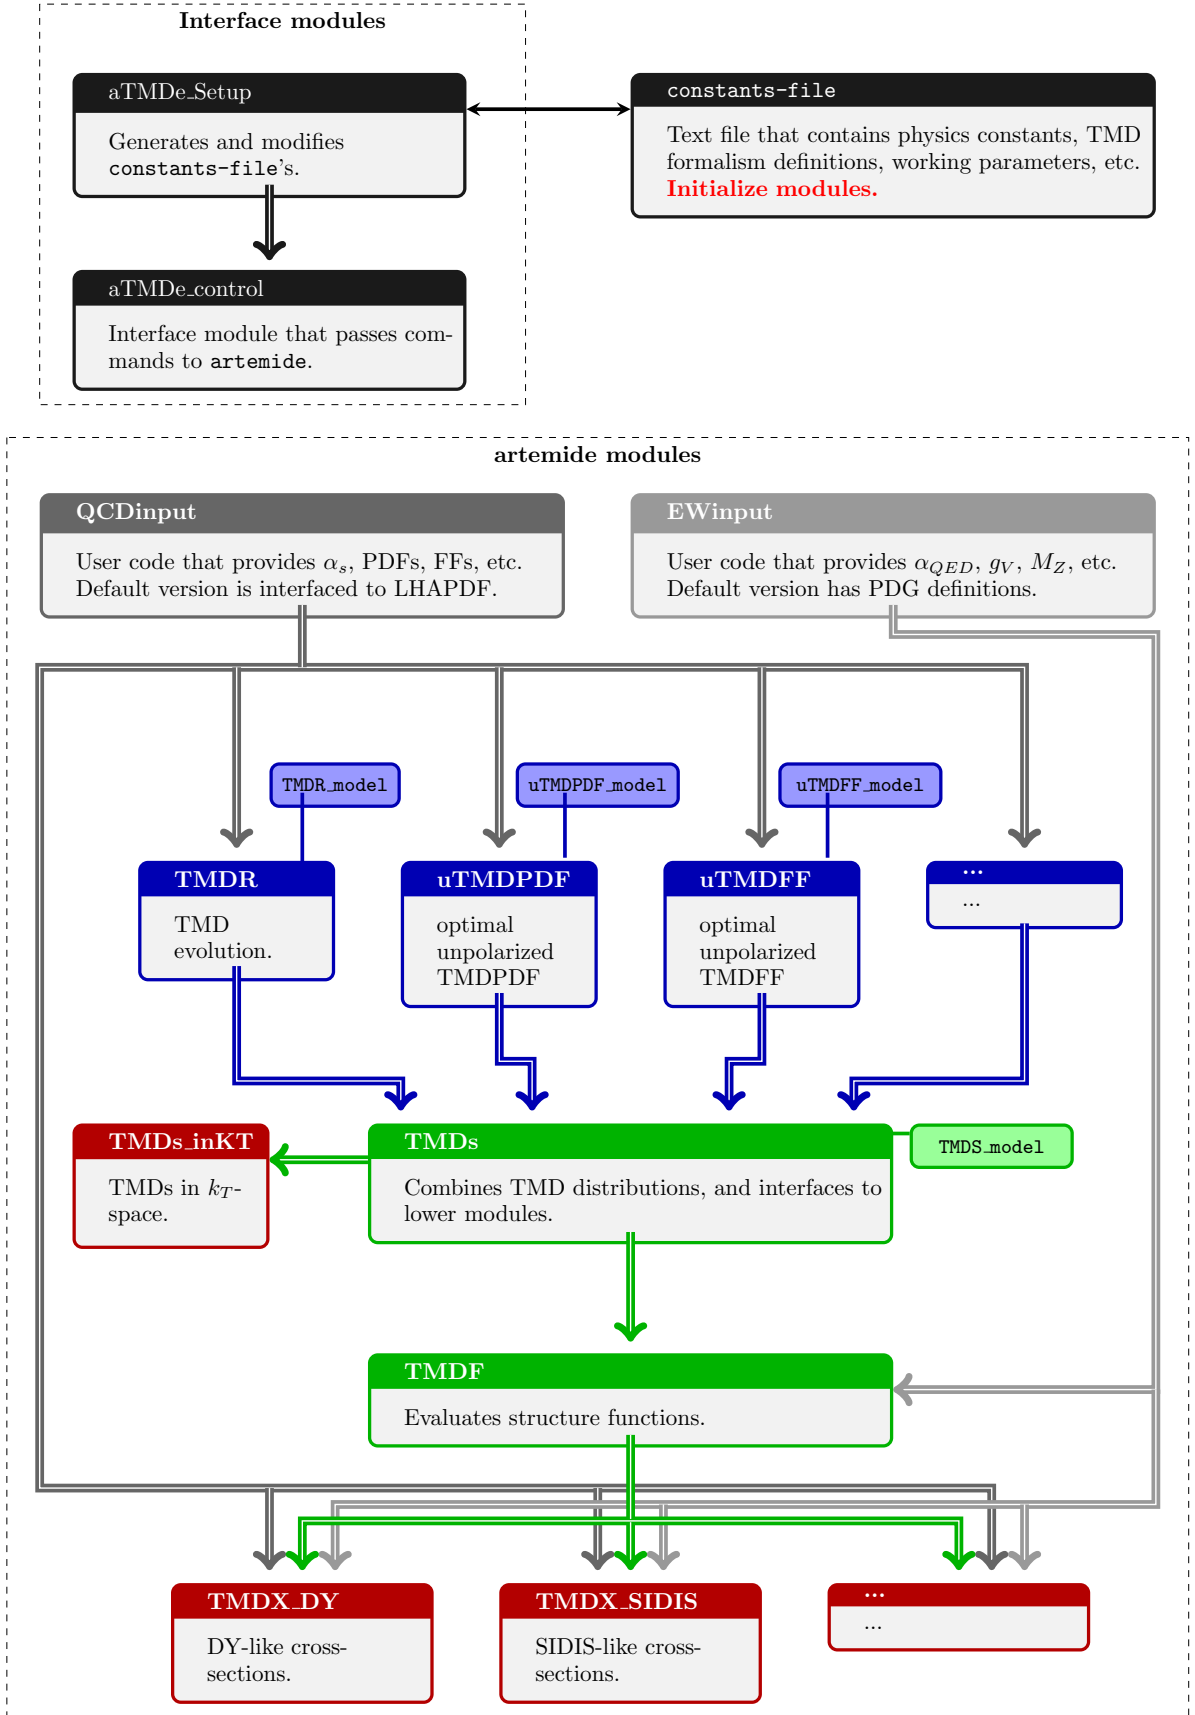 Interface modules
aTMDe_Setup
Generates and modifies
constants-file's.
constants-file
Text file that contains physics constants, TMD
formalism definitions, working parameters, etc.
Initialize modules.
aTMDe_control
Interface module that passes com-
mands to artemide.
artemide modules
QCDinput
User code that provides αs, PDFs, FFs, etc.
Default version is interfaced to LHAPDF.
EWinput
User code that provides αQED, gV, MZ, etc.
Default version has PDG definitions.
TMDR_model
uTMDPDF_model
uTMDFF_model
TMDR
TMD
evolution.
uTMDPDF
optimal
unpolarized
TMDPDF
uTMDFF
optimal
unpolarized
TMDFF
...
...
TMDs_inKT
TMDs in kT-
space.
TMDs
Combines TMD distributions, and interfaces to
lower modules.
TMDS_model
TMDF
Evaluates structure functions.
TMDX_DY
DY-like cross-
sections.
TMDX_SIDIS
SIDIS-like cross-
sections.
...
...